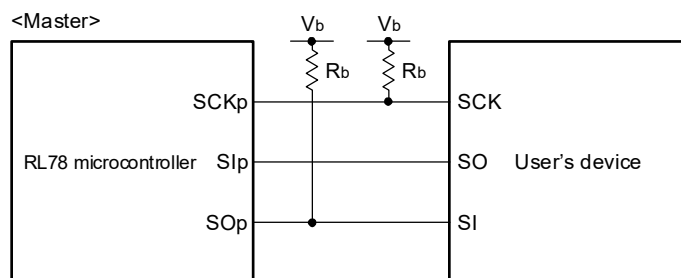 <Master>
Vb Vb
Rb Rb
SCKp SCK
RL78 microcontroller SIp SO User's device
SOp SI